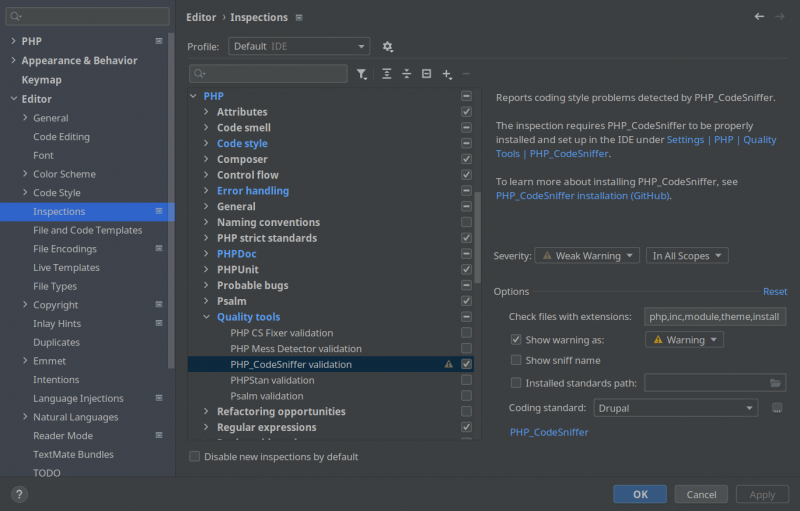 PHP
Appearance & Behavior
Keymap
Editor
General
Code Editing
Font
Color Scheme
Code Style
Inspections
File and Code Templates
File Encodings
Live Templates
File Types
Copyright
Inlay Hints
Duplicates
Emmet
Intentions
Language Injections
Natural Languages
Reader Mode
TextMate Bundles
TODO
?
Editor › Inspections
Profile: Default IDE
PHP
Attributes
Code smell
Code style
Composer
Control flow
Error handling
General
Naming conventions
PHP strict standards
PHPDoc
PHPUnit
Probable bugs
Psalm
Quality tools
PHP CS Fixer validation
PHP Mess Detector validation
PHP_CodeSniffer validation
PHPStan validation
Psalm validation
Refactoring opportunities
Regular expressions
Disable new inspections by default
Reports coding style problems detected by PHP_CodeSniffer.
The inspection requires PHP_CodeSniffer to be properly
installed and set up in the IDE under Settings | PHP | Quality
Tools | PHP_CodeSniffer.
To learn more about installing PHP_CodeSniffer, see
PHP_CodeSniffer installation (GitHub).
Severity: Weak Warning In All Scopes
Options Reset
Check files with extensions: php,inc,module,theme,install
Show warning as: Warning
Show sniff name
Installed standards path:
Coding standard: Drupal
PHP_CodeSniffer
OK Cancel Apply